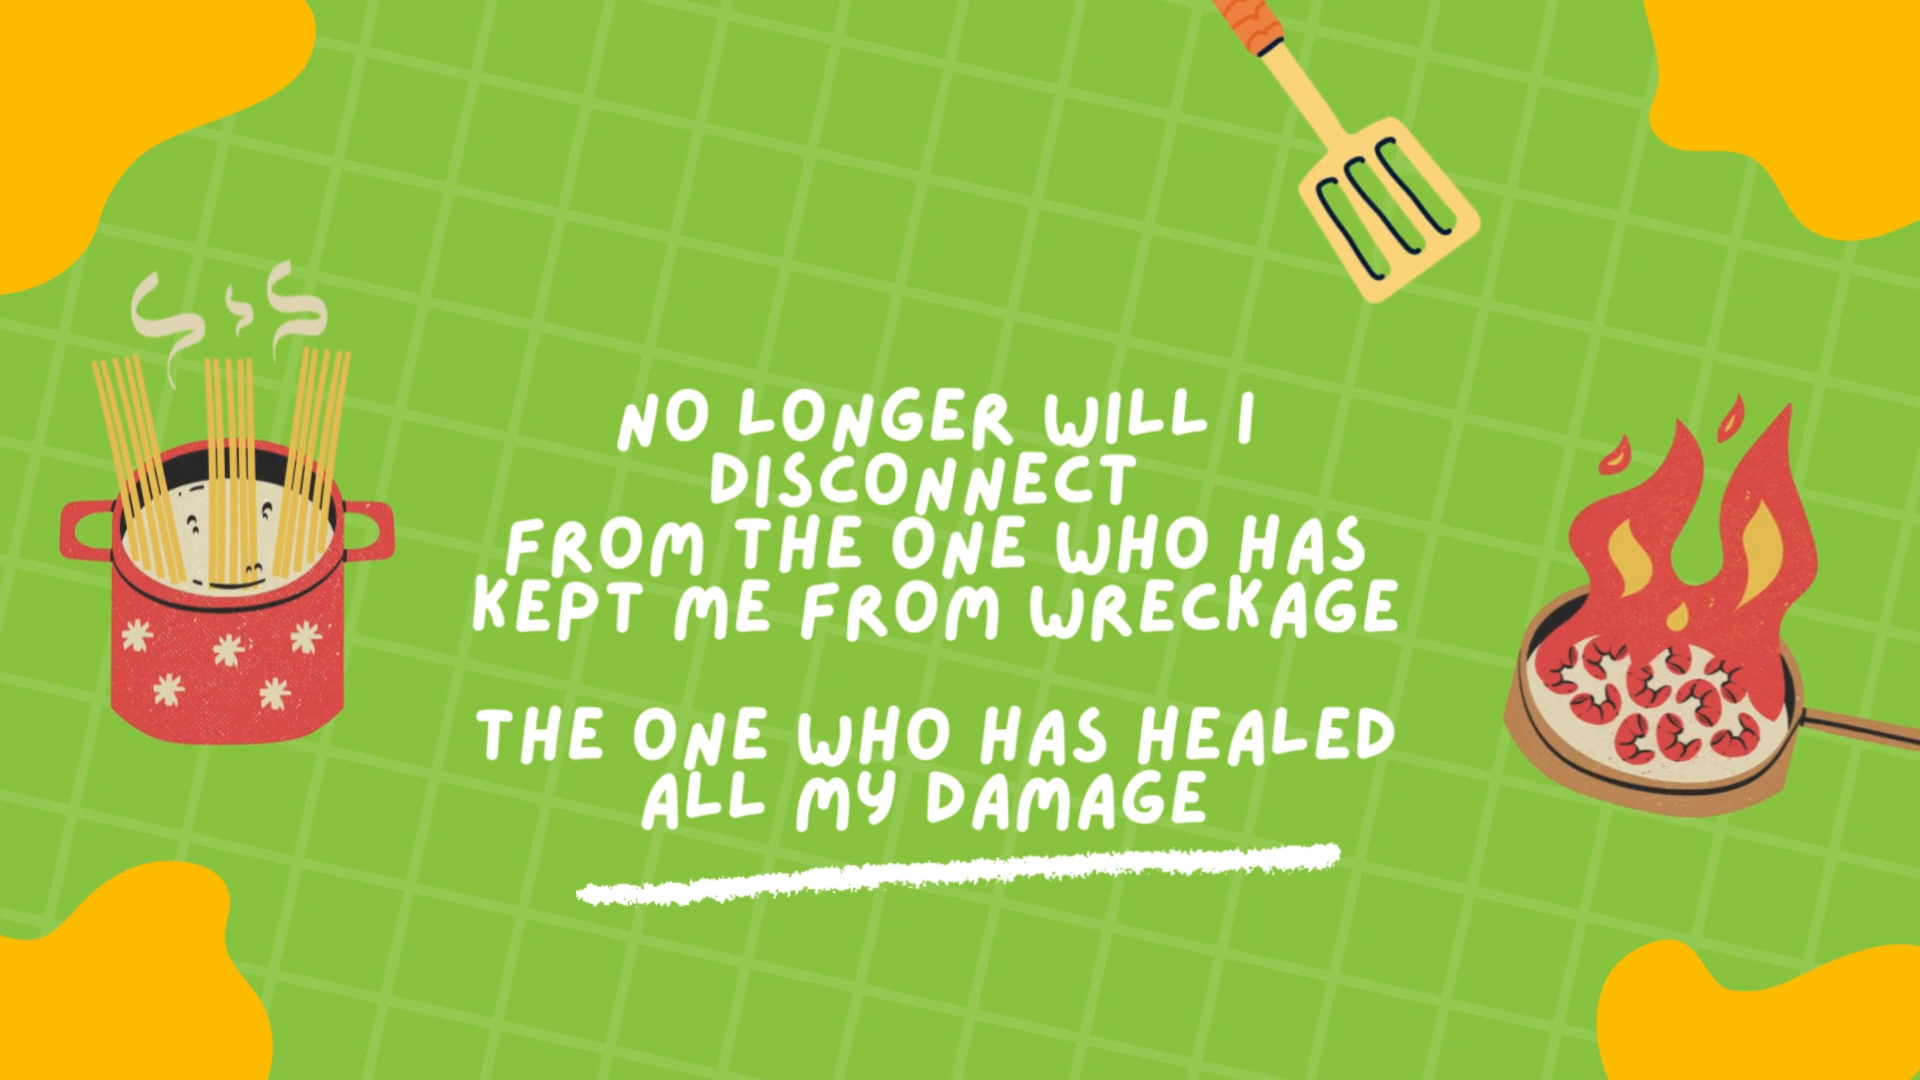 NO LONGER WILL I
DISCONNECT
FROM THE ONE WHO HAS
KEPT ME FROM WRECKAGE
THE ONE WHO HAS HEALED
ALL MY DAMAGE